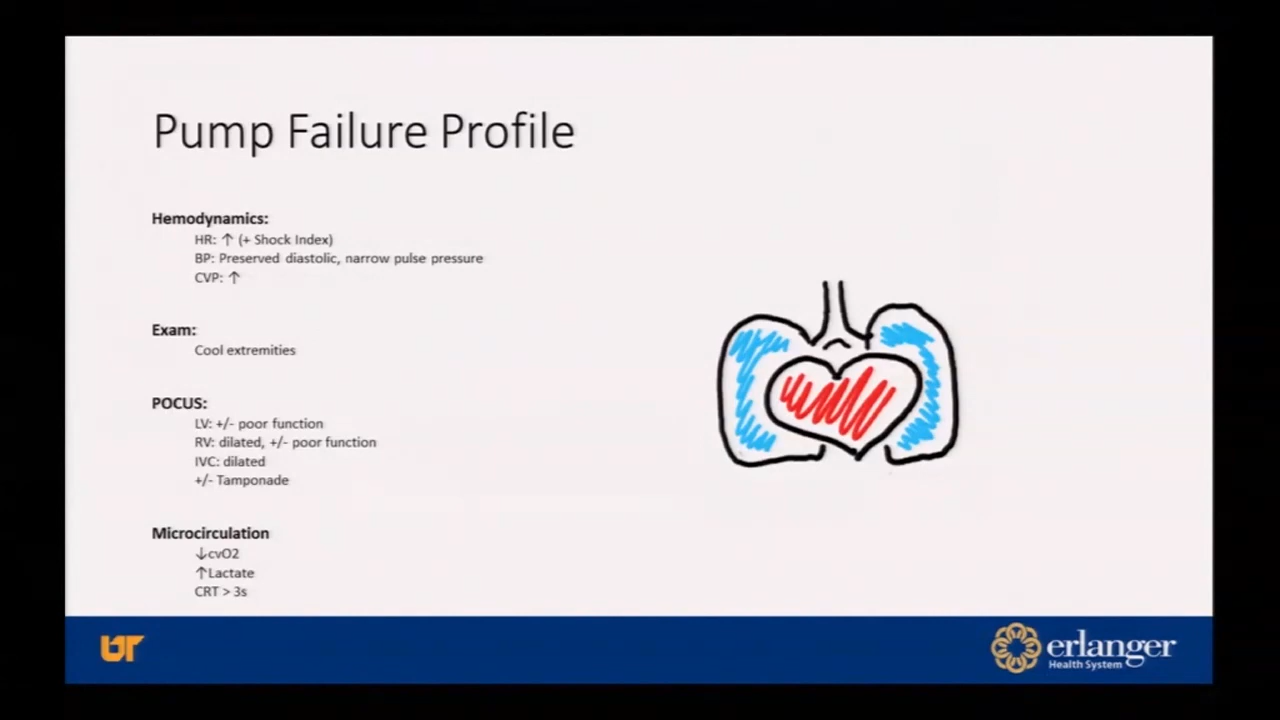 Pump Failure Profile
Hemodynamics:
HR: ↑ (+ Shock Index)
BP: Preserved diastolic, narrow pulse pressure
CVP: ↑
Exam:
Cool extremities
POCUS:
LV: +/- poor function
RV: dilated, +/- poor function
IVC: dilated
+/- Tamponade
Microcirculation
↓cvO2
↑Lactate
CRT > 3s
UT
erlanger
Health System